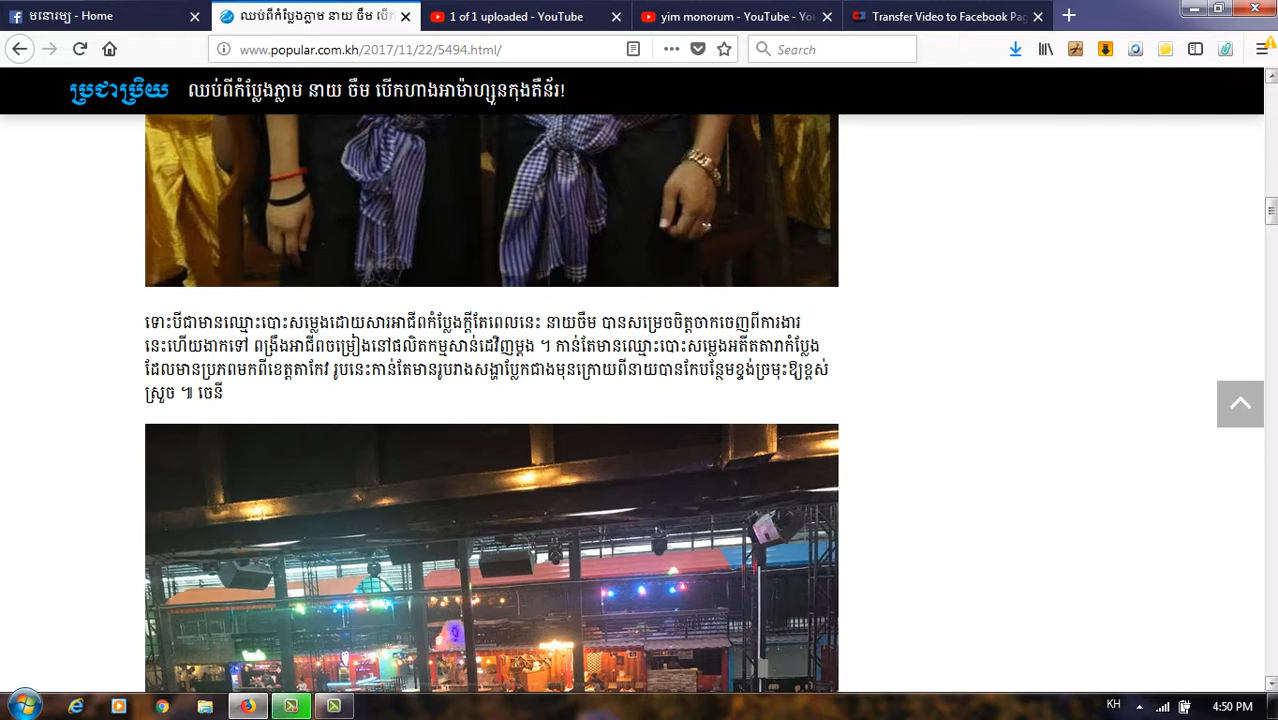 មនោរម្យ - Home
ឈប់ពីកំប្លែងភ្លាម នាយ ចឺម បើក
1 of 1 uploaded - YouTube
yim monorum - YouTube - Yo
Transfer Video to Facebook Pag
www.popular.com.kh/2017/11/22/5494.html/
Search
ប្រជាប្រិយ
ឈប់ពីកំប្លែងភ្លាម នាយ ចឺម បើកហាងអាម៉ាហ្សូនកុងតឺន័រ!
ទោះបីជាមានឈ្មោះបោះសម្លេងដោយសារអាជីពកំប្លែងក្តីតែពេលនេះ នាយចឺម បានសម្រេចចិត្តចាកចេញពីការងារ
នេះហើយងាកទៅ ពង្រឹងអាជីពចម្រៀងនៅផលិតកម្មសាន់ដេវិញម្តង ។ កាន់តែមានឈ្មោះបោះសម្លេងអតីតតារាកំប្លែង
ដែលមានប្រភពមកពីខេត្តតាកែវ រូបនេះកាន់តែមានរូបរាងសង្ហាប្លែកជាងមុនក្រោយពីនាយបានកែបន្ថែមខ្ទង់ច្រមុះឱ្យខ្ពស់
ស្រួច ៕ ចេនី
KH
4:50 PM